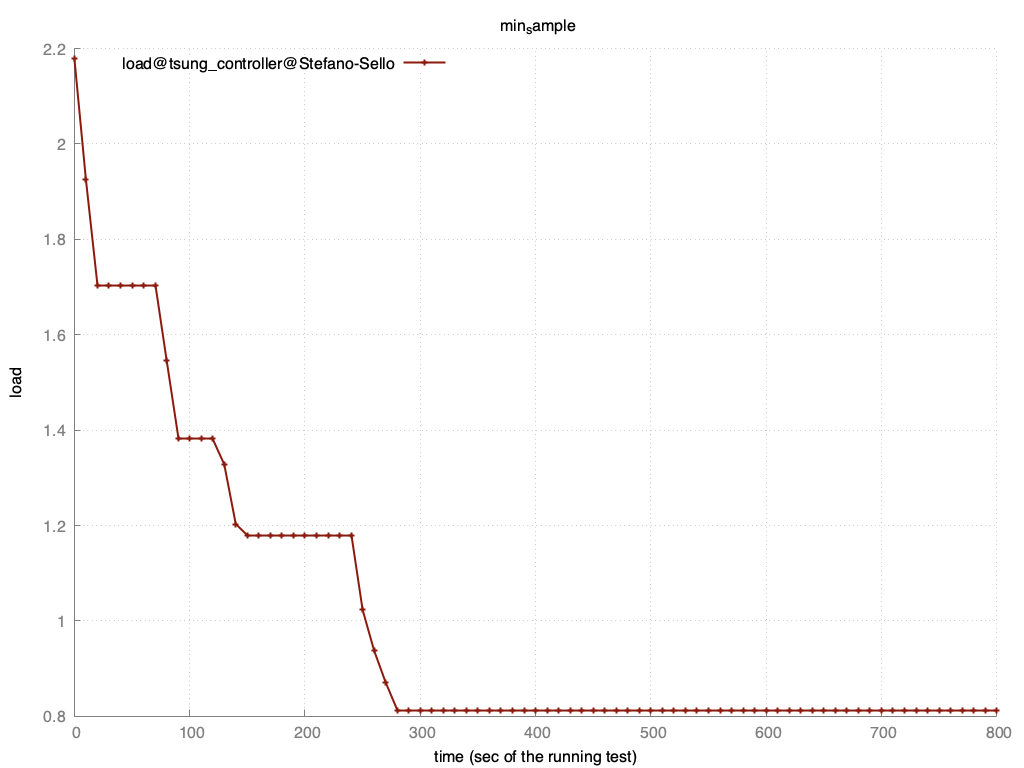 min_sample
load@tsung_controller@Stefano-Sello
2.2
2
1.8
1.6
1.4
1.2
1
0.8
load
0 100 200 300 400 500 600 700 800
time (sec of the running test)